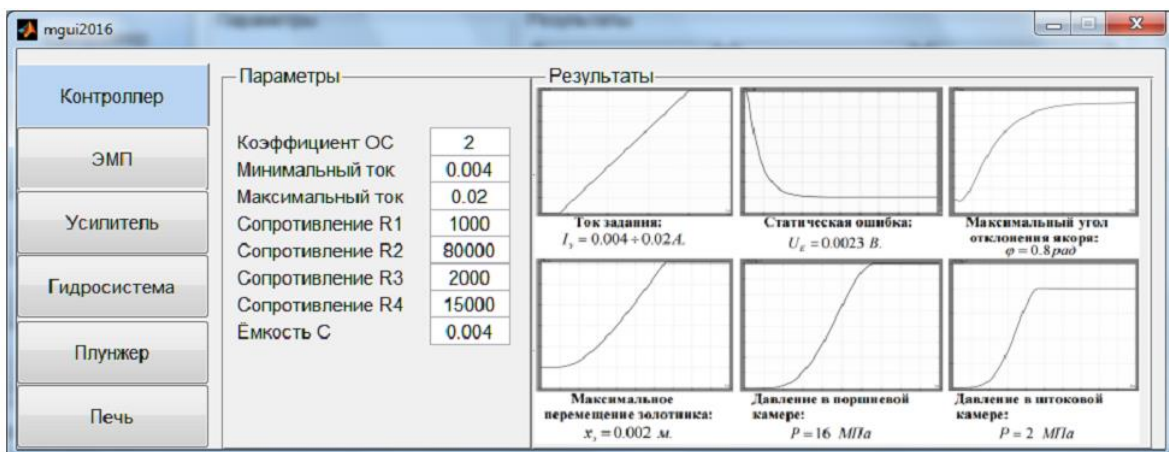 mgui2016
Контроллер
ЭМП
Усилитель
Гидросистема
Плунжер
Печь
Параметры
Коэффициент ОС 2
Минимальный ток 0.004
Максимальный ток 0.02
Сопротивление R1 1000
Сопротивление R2 80000
Сопротивление R3 2000
Сопротивление R4 15000
Ёмкость С 0.004
Результаты
Ток задания:
I₃ = 0.004 ÷ 0.02А.
Статическая ошибка:
U_ε = 0.0023 В.
Максимальный угол
отклонения якоря:
φ = 0.8 рад
Максимальное
перемещение золотника:
x₃ = 0.002 м.
Давление в поршневой
камере:
P = 16 МПа
Давление в штоковой
камере:
P = 2 МПа